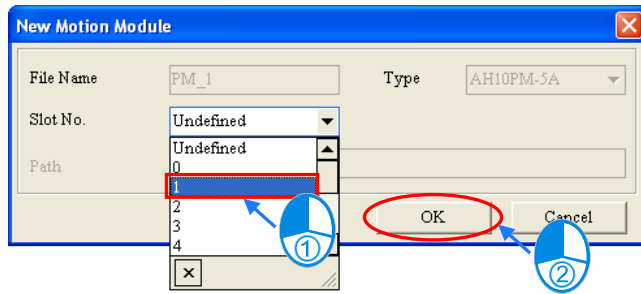 New Motion Module
File Name PM_1 Type AH10PM-5A
Slot No. Undefined
Undefined
0
Path
1
2
3
OK Cancel
4
①
②